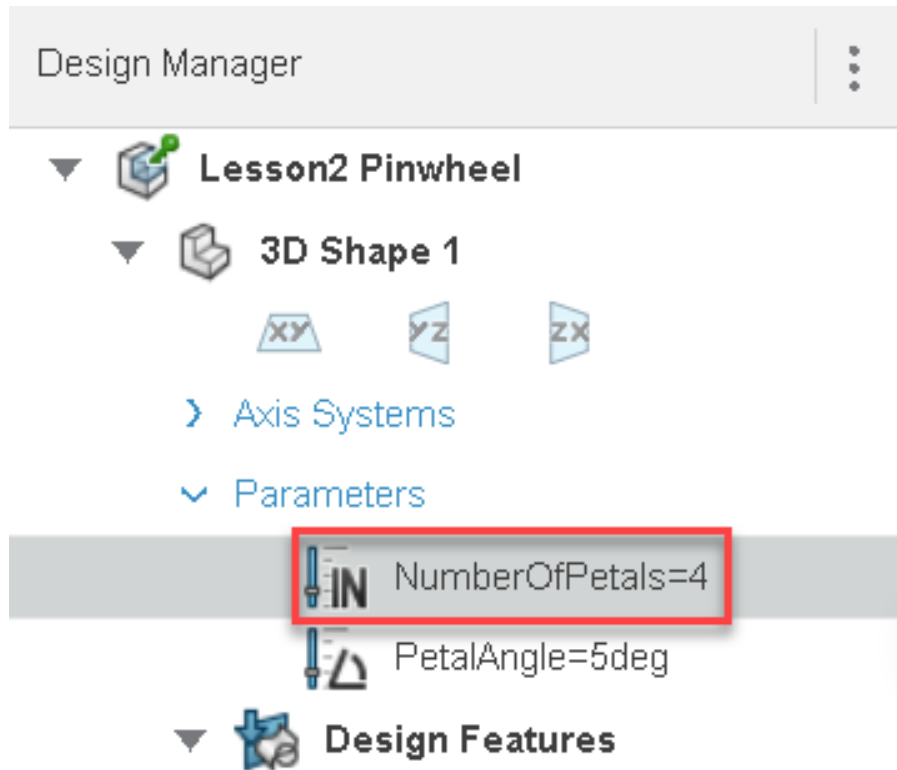 Design Manager
Lesson2 Pinwheel
3D Shape 1
XY YZ ZX
Axis Systems
Parameters
IN NumberOfPetals=4
PetalAngle=5deg
Design Features